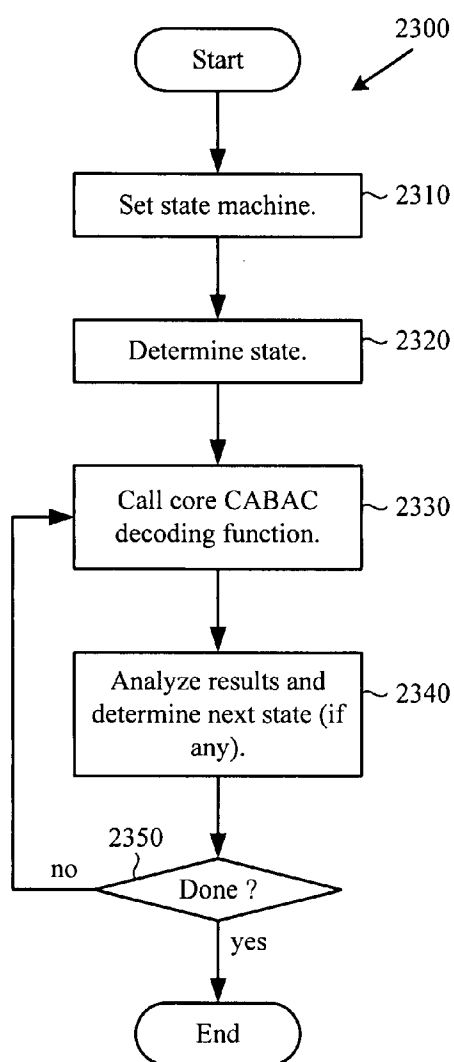 2300
Start
Set state machine.
2310
Determine state.
2320
Call core CABAC
decoding function.
2330
Analyze results and
determine next state (if
any).
2340
2350
no
Done ?
yes
End